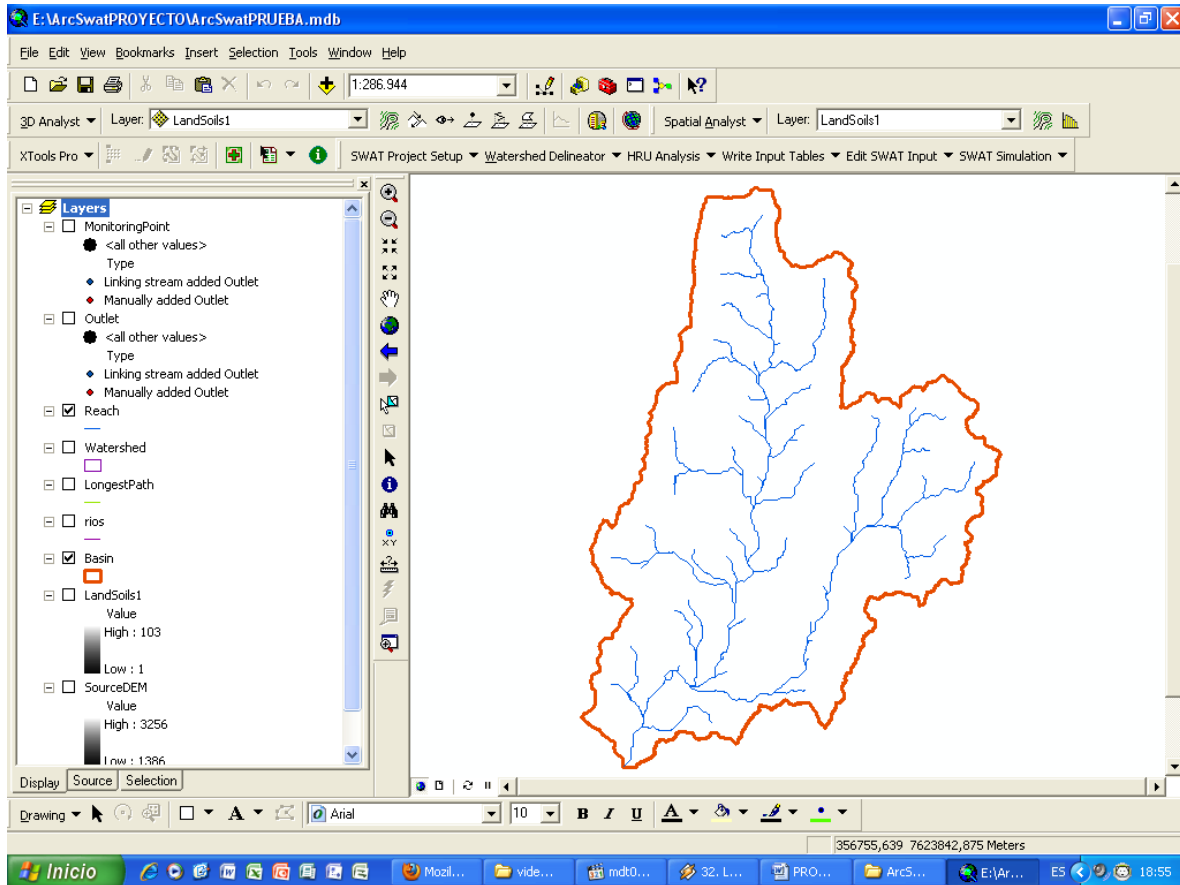 E:\ArcSwatPROYECTO\ArcSwatPRUEBA.mdb
File Edit View Bookmarks Insert Selection Tools Window Help
1:286.944
3D Analyst Layer: LandSoils1 Spatial Analyst Layer: LandSoils1
XTools Pro SWAT Project Setup Watershed Delineator HRU Analysis Write Input Tables Edit SWAT Input SWAT Simulation
Layers
MonitoringPoint
<all other values>
Type
Linking stream added Outlet
Manually added Outlet
Outlet
<all other values>
Type
Linking stream added Outlet
Manually added Outlet
Reach
Watershed
LongestPath
rios
Basin
LandSoils1
Value
High : 103
Low : 1
SourceDEM
Value
High : 3256
Low : 1386
XY
Display Source Selection
Drawing A Arial 10 B I U A
356755,639 7623842,875 Meters
Inicio Mozil... vide... mdt0... 32. L... PRO... ArcS... E:\Ar... ES 18:55